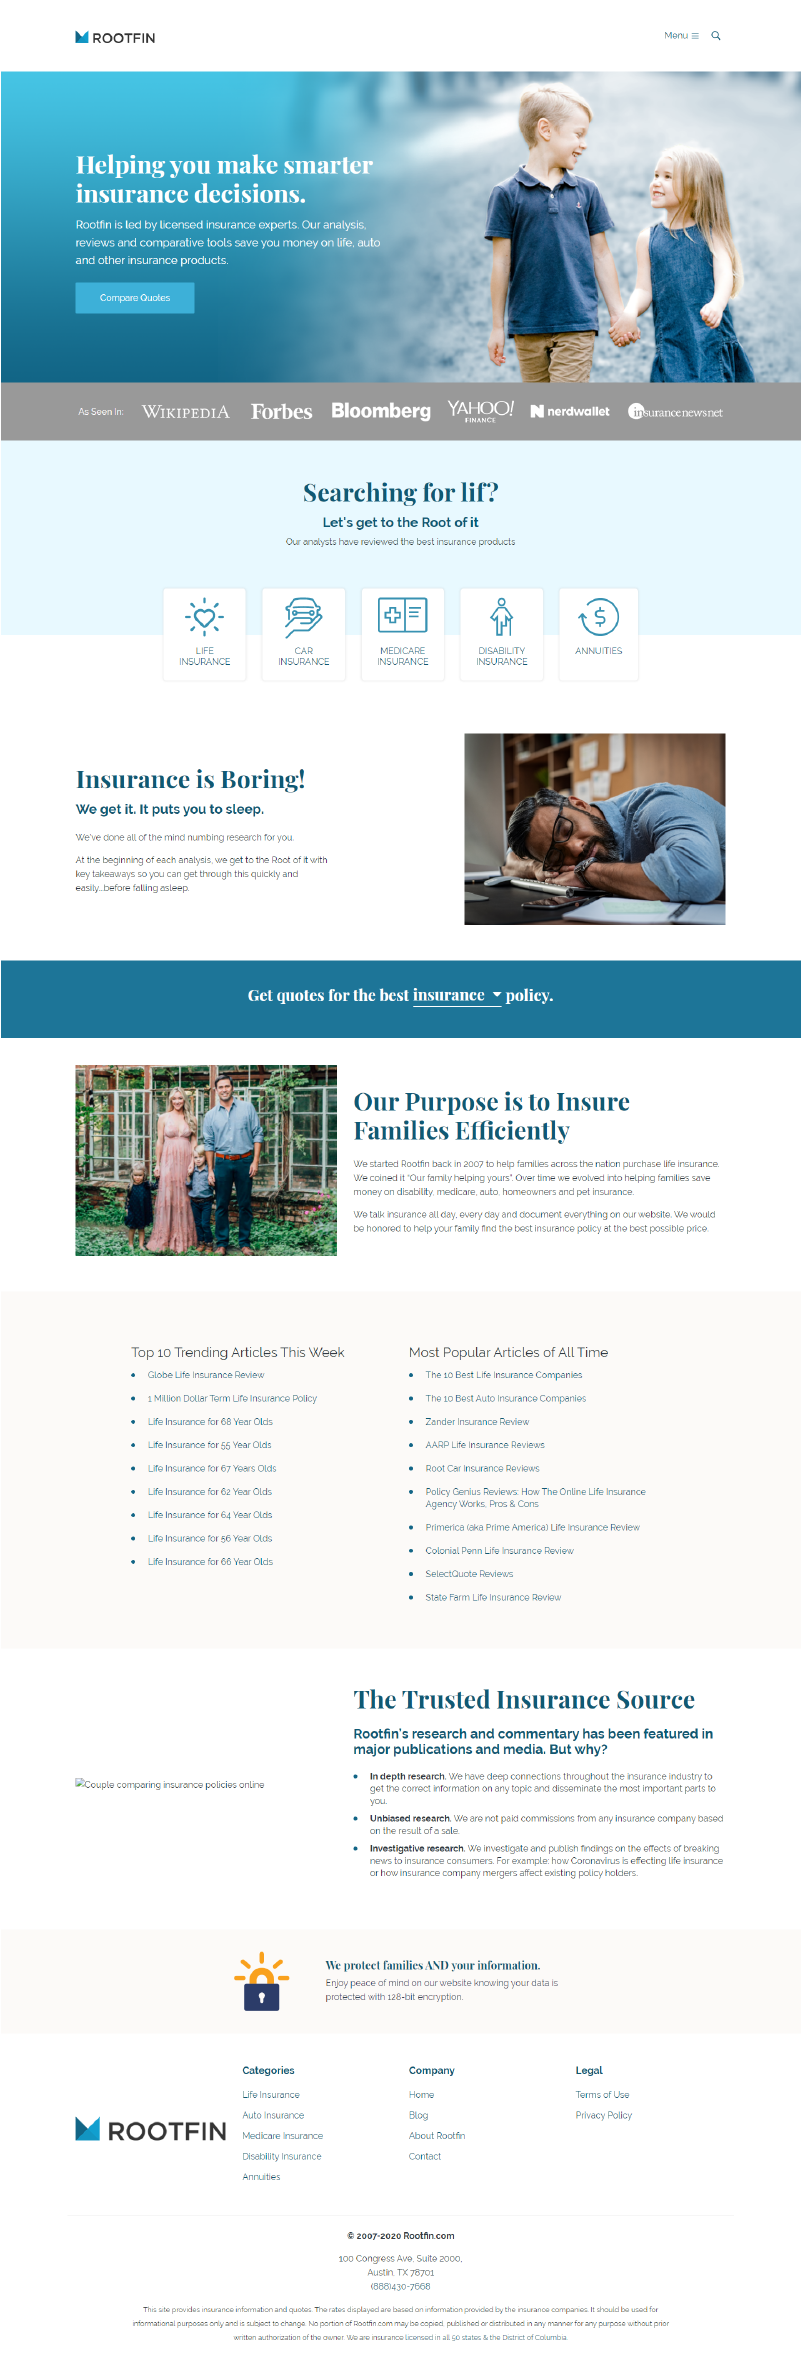 ROOTFIN
Menu
Helping you make smarter
insurance decisions.
Rootfin is led by licensed insurance experts. Our analysis,
reviews and comparative tools save you money on life, auto
and other insurance products.
Compare Quotes
As Seen In:
WIKIPEDIA
Forbes
Bloomberg
YAHOO!
FINANCE
nerdwallet
insurancenewsnet
Searching for lif?
Let's get to the Root of it
Our analysts have reviewed the best insurance products
LIFE
INSURANCE
CAR
INSURANCE
MEDICARE
INSURANCE
DISABILITY
INSURANCE
ANNUITIES
Insurance is Boring!
We get it. It puts you to sleep.
We've done all of the mind numbing research for you.
At the beginning of each analysis, we get to the Root of it with
key takeaways so you can get through this quickly and
easily...before falling asleep.
Get quotes for the best insurance policy.
Our Purpose is to Insure
Families Efficiently
We started Rootfin back in 2007 to help families across the nation purchase life insurance.
We coined it "Our family helping yours". Over time we evolved into helping families save
money on disability, medicare, auto, homeowners and pet insurance.
We talk insurance all day, every day and document everything on our website. We would
be honored to help your family find the best insurance policy at the best possible price.
Top 10 Trending Articles This Week
Globe Life Insurance Review
1 Million Dollar Term Life Insurance Policy
Life Insurance for 68 Year Olds
Life Insurance for 55 Year Olds
Life Insurance for 67 Years Olds
Life Insurance for 62 Year Olds
Life Insurance for 64 Year Olds
Life Insurance for 56 Year Olds
Life Insurance for 66 Year Olds
Most Popular Articles of All Time
The 10 Best Life Insurance Companies
The 10 Best Auto Insurance Companies
Zander Insurance Review
AARP Life Insurance Reviews
Root Car Insurance Reviews
Policy Genius Reviews: How The Online Life Insurance
Agency Works, Pros & Cons
Primerica (aka Prime America) Life Insurance Review
Colonial Penn Life Insurance Review
SelectQuote Reviews
State Farm Life Insurance Review
Couple comparing insurance policies online
The Trusted Insurance Source
Rootfin's research and commentary has been featured in
major publications and media. But why?
In depth research. We have deep connections throughout the insurance industry to
get the correct information on any topic and disseminate the most important parts to
you.
Unbiased research. We are not paid commissions from any insurance company based
on the result of a sale.
Investigative research. We investigate and publish findings on the effects of breaking
news to insurance consumers. For example: how Coronavirus is effecting life insurance
or how insurance company mergers affect existing policy holders.
We protect families AND your information.
Enjoy peace of mind on our website knowing your data is
protected with 128-bit encryption.
ROOTFIN
Categories
Life Insurance
Auto Insurance
Medicare Insurance
Disability Insurance
Annuities
Company
Home
Blog
About Rootfin
Contact
Legal
Terms of Use
Privacy Policy
© 2007-2020 Rootfin.com
100 Congress Ave, Suite 2000,
Austin, TX 78701
(888)430-7668
This site provides insurance information and quotes. The rates displayed are based on information provided by the insurance companies. It should be used for
informational purposes only and is subject to change. No portion of Rootfin.com may be copied, published or distributed in any manner for any purpose without prior
written authorization of the owner. We are insurance licensed in all 50 states & the District of Columbia.